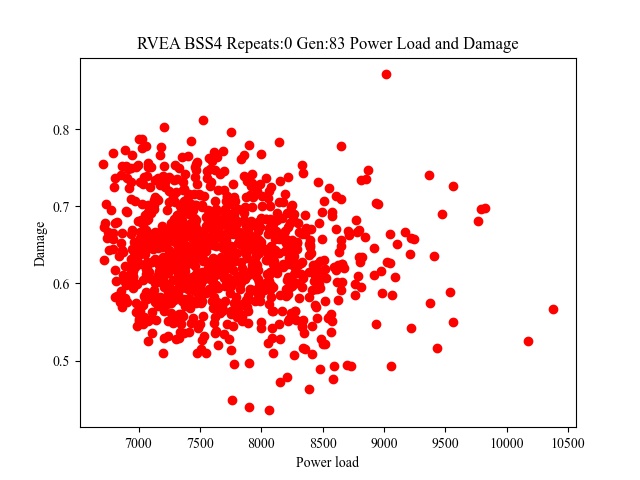 RVEA BSS4 Repeats:0 Gen:83 Power Load and Damage
0.8
0.7
0.6
0.5
Damage
7000 7500 8000 8500 9000 9500 10000 10500
Power load